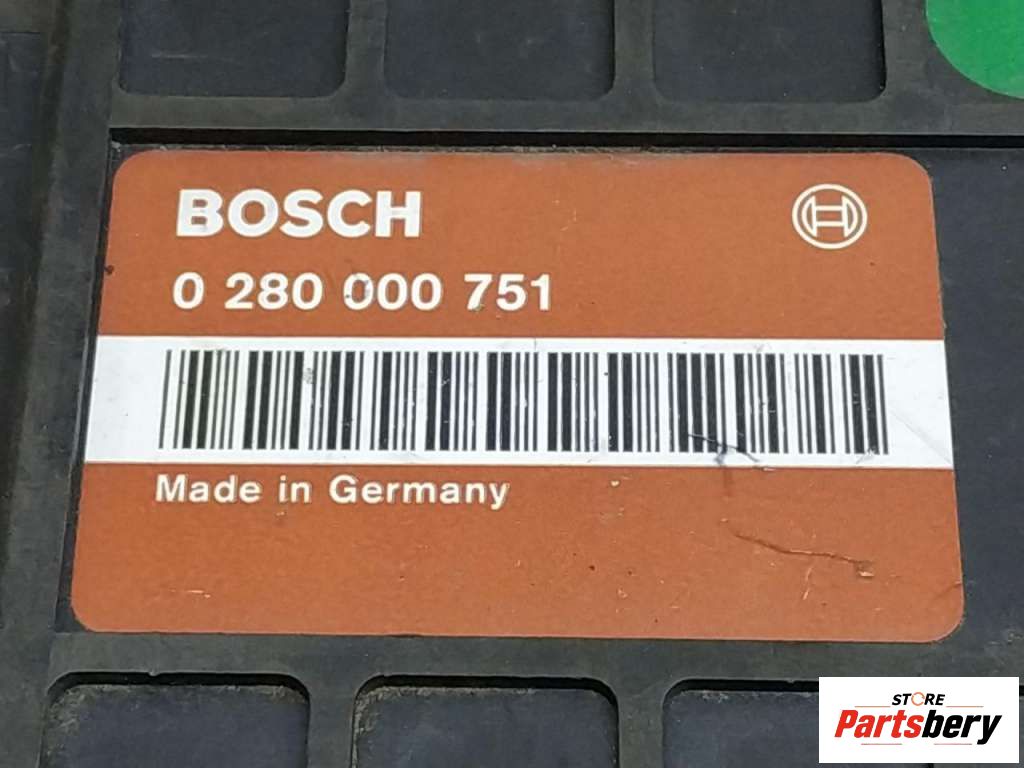 BOSCH
0 280 000 751
Made in Germany
STORE
Partsbery